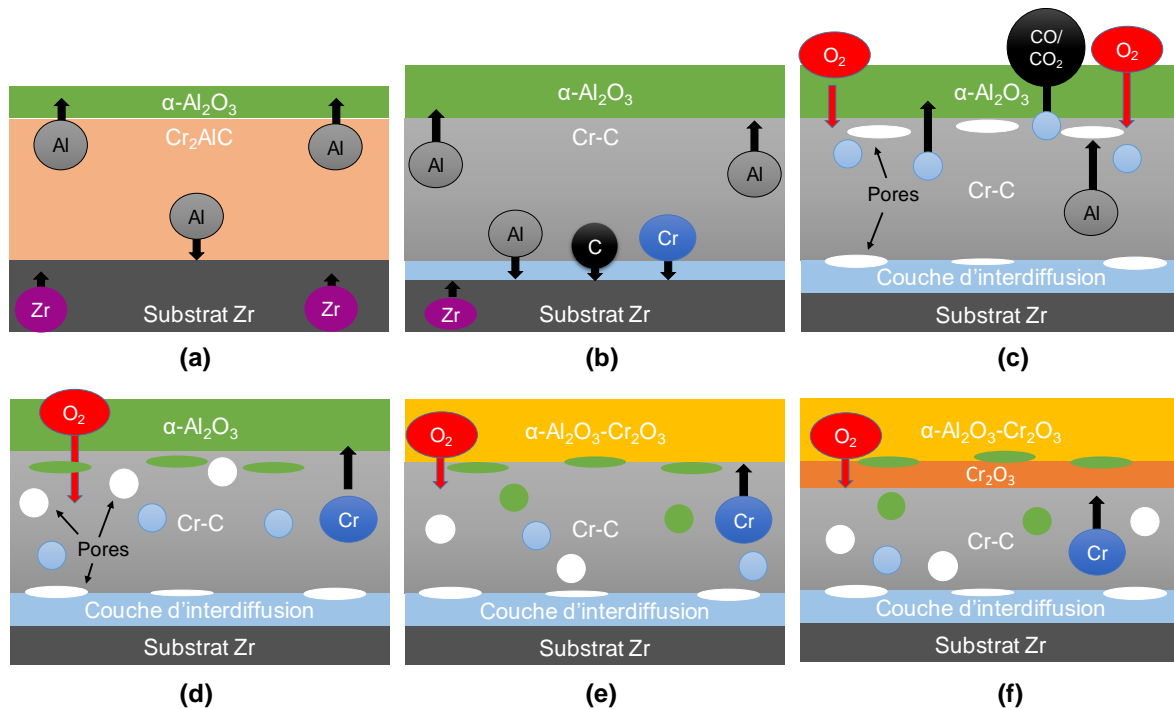 α-Al₂O₃
Al
Al
Cr₂AlC
Al
Zr
Zr
Substrat Zr
(a)
α-Al₂O₃
Cr-C
Al
Al
Al
C
Cr
Zr
Substrat Zr
(b)
O₂
CO/
CO₂
O₂
α-Al₂O₃
Pores
Cr-C
Al
Couche d'interdiffusion
Substrat Zr
(c)
O₂
α-Al₂O₃
Cr-C
Cr
Pores
Couche d'interdiffusion
Substrat Zr
(d)
α-Al₂O₃-Cr₂O₃
O₂
Cr-C
Cr
Couche d'interdiffusion
Substrat Zr
(e)
α-Al₂O₃-Cr₂O₃
O₂
Cr₂O₃
Cr-C
Cr
Couche d'interdiffusion
Substrat Zr
(f)